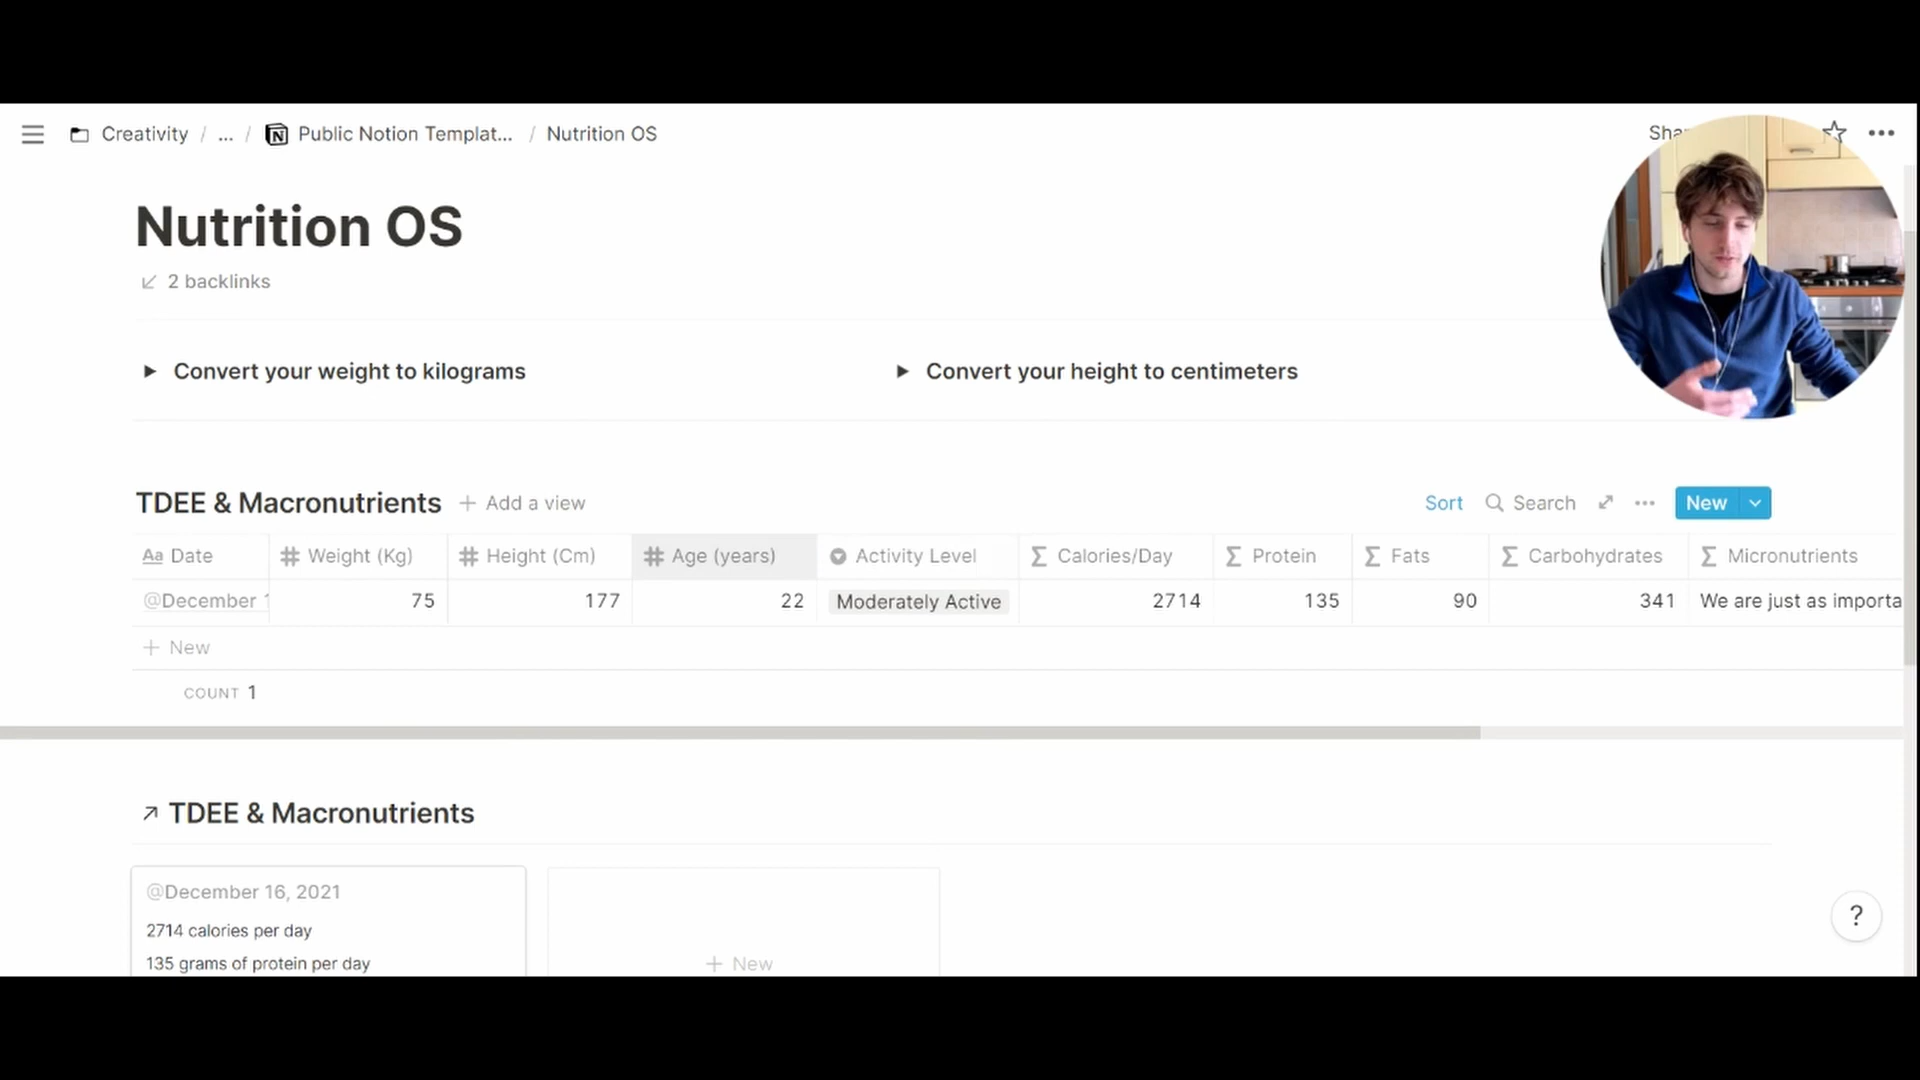 Creativity / ... / Public Notion Templat... / Nutrition OS
Nutrition OS
2 backlinks
Convert your weight to kilograms
Convert your height to centimeters
TDEE & Macronutrients + Add a view Sort Search ... New
Aa Date # Weight (Kg) # Height (Cm) # Age (years) Activity Level Σ Calories/Day Σ Protein Σ Fats Σ Carbohydrates Σ Micronutrients
@December 75 177 22 Moderately Active 2714 135 90 341 We are just as importa
+ New
COUNT 1
TDEE & Macronutrients
@December 16, 2021
2714 calories per day
135 grams of protein per day
+ New
?